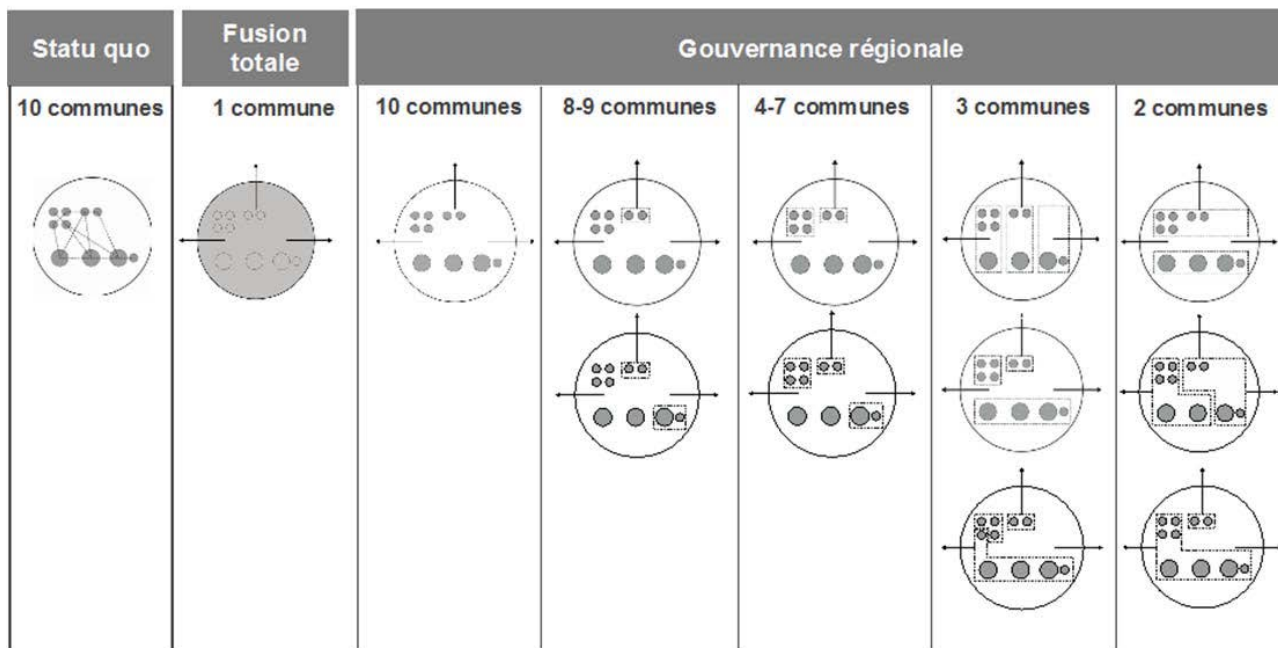 Statu quo
Fusion
totale
Gouvernance régionale
10 communes
1 commune
10 communes
8-9 communes
4-7 communes
3 communes
2 communes